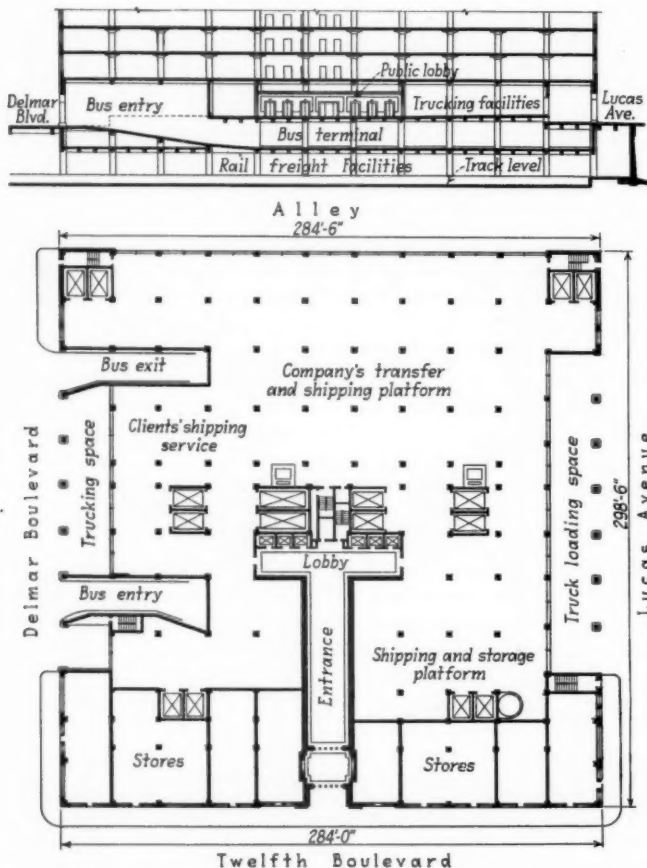 Public lobby
Delmar
Blvd.
Bus entry
Trucking facilities
Lucas
Ave.
Bus terminal
Rail freight Facilities
Track level
Alley
284'-6"
Bus exit
Company's transfer
and shipping platform
Clients' shipping
service
Delmar Boulevard
Trucking space
Truck loading space
298'-6"
Lucas Avenue
Lobby
Bus entry
Entrance
Shipping and storage
platform
Stores
Stores
284'-0"
Twelfth Boulevard